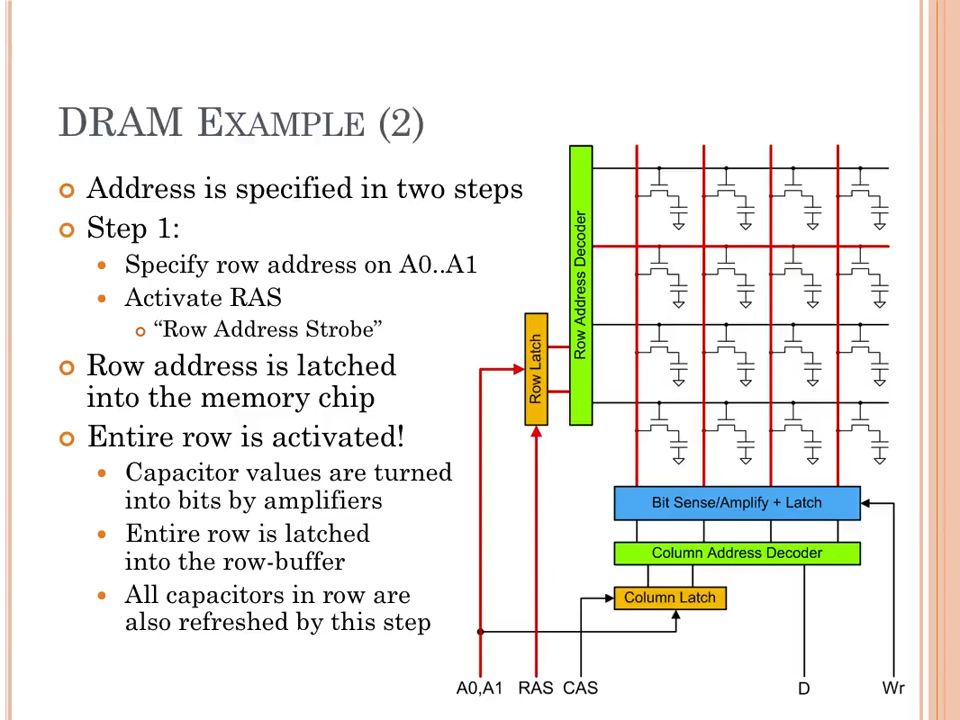 DRAM EXAMPLE (2)
Address is specified in two steps
Step 1:
Specify row address on A0..A1
Activate RAS
“Row Address Strobe”
Row address is latched
into the memory chip
Entire row is activated!
Capacitor values are turned
into bits by amplifiers
Entire row is latched
into the row-buffer
All capacitors in row are
also refreshed by this step
Row Address Decoder
Row Latch
Bit Sense/Amplify + Latch
Column Address Decoder
Column Latch
A0,A1 RAS CAS D Wr